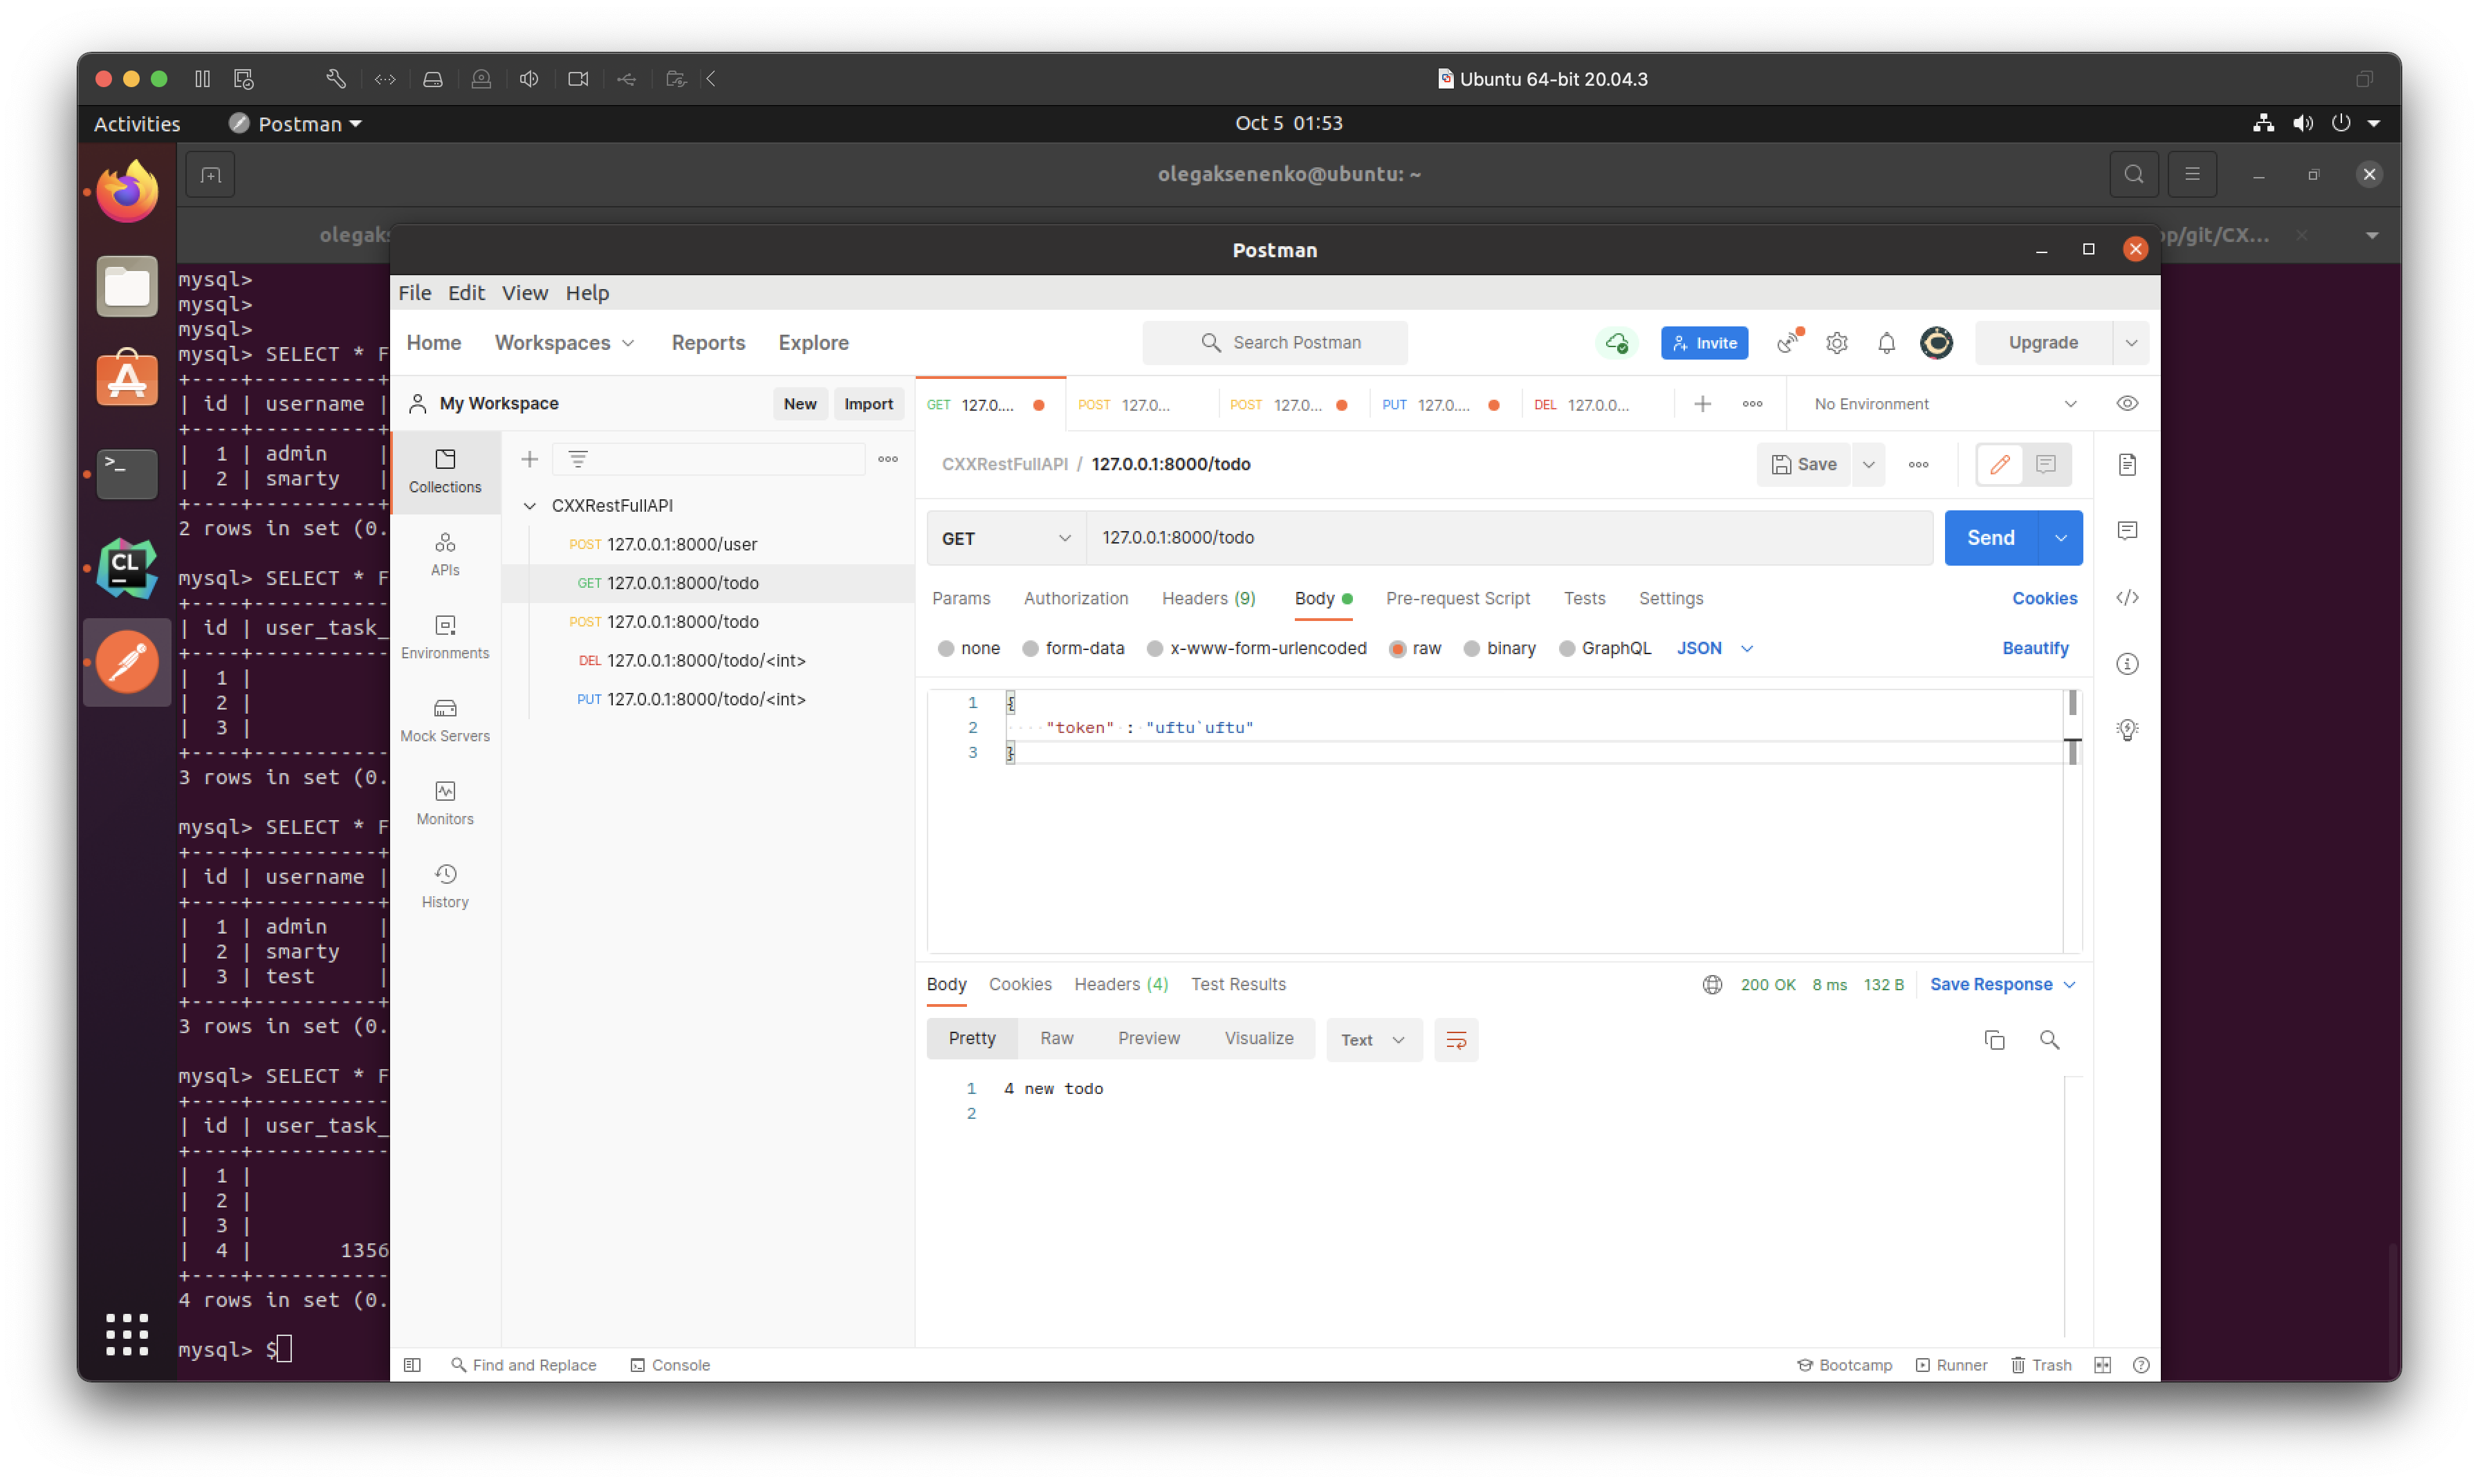 Ubuntu 64-bit 20.04.3
Activities
Postman
Oct 5 01:53
olegaksenenko@ubuntu: ~
olegaks
op/git/CX...
mysql>
mysql>
mysql>
mysql> SELECT * F
+----+----------+
| id | username |
+----+----------+
| 1 | admin |
| 2 | smarty |
+----+----------+
2 rows in set (0.
mysql> SELECT * F
+----+-----------
| id | user_task_
+----+-----------
| 1 |
| 2 |
| 3 |
+----+-----------
3 rows in set (0.
mysql> SELECT * F
+----+----------+
| id | username |
+----+----------+
| 1 | admin |
| 2 | smarty |
| 3 | test |
+----+----------+
3 rows in set (0.
mysql> SELECT * F
+----+-----------
| id | user_task_
+----+-----------
| 1 |
| 2 |
| 3 |
| 4 | 1356
+----+-----------
4 rows in set (0.
mysql> $
Postman
File Edit View Help
Home Workspaces Reports Explore
Search Postman
Invite
Upgrade
My Workspace
New
Import
GET 127.0....
POST 127.0...
POST 127.0...
PUT 127.0....
DEL 127.0.0...
No Environment
Collections
APIs
Environments
Mock Servers
Monitors
History
CXXRestFullAPI
POST 127.0.0.1:8000/user
GET 127.0.0.1:8000/todo
POST 127.0.0.1:8000/todo
DEL 127.0.0.1:8000/todo/<int>
PUT 127.0.0.1:8000/todo/<int>
CXXRestFullAPI / 127.0.0.1:8000/todo
Save
GET
127.0.0.1:8000/todo
Send
Params Authorization Headers (9) Body Pre-request Script Tests Settings
Cookies
none form-data x-www-form-urlencoded raw binary GraphQL JSON
Beautify
1 {
2 "token" : "uftu`uftu"
3 }
Body Cookies Headers (4) Test Results
200 OK 8 ms 132 B
Save Response
Pretty Raw Preview Visualize
Text
1 4 new todo
2
Find and Replace
Console
Bootcamp
Runner
Trash